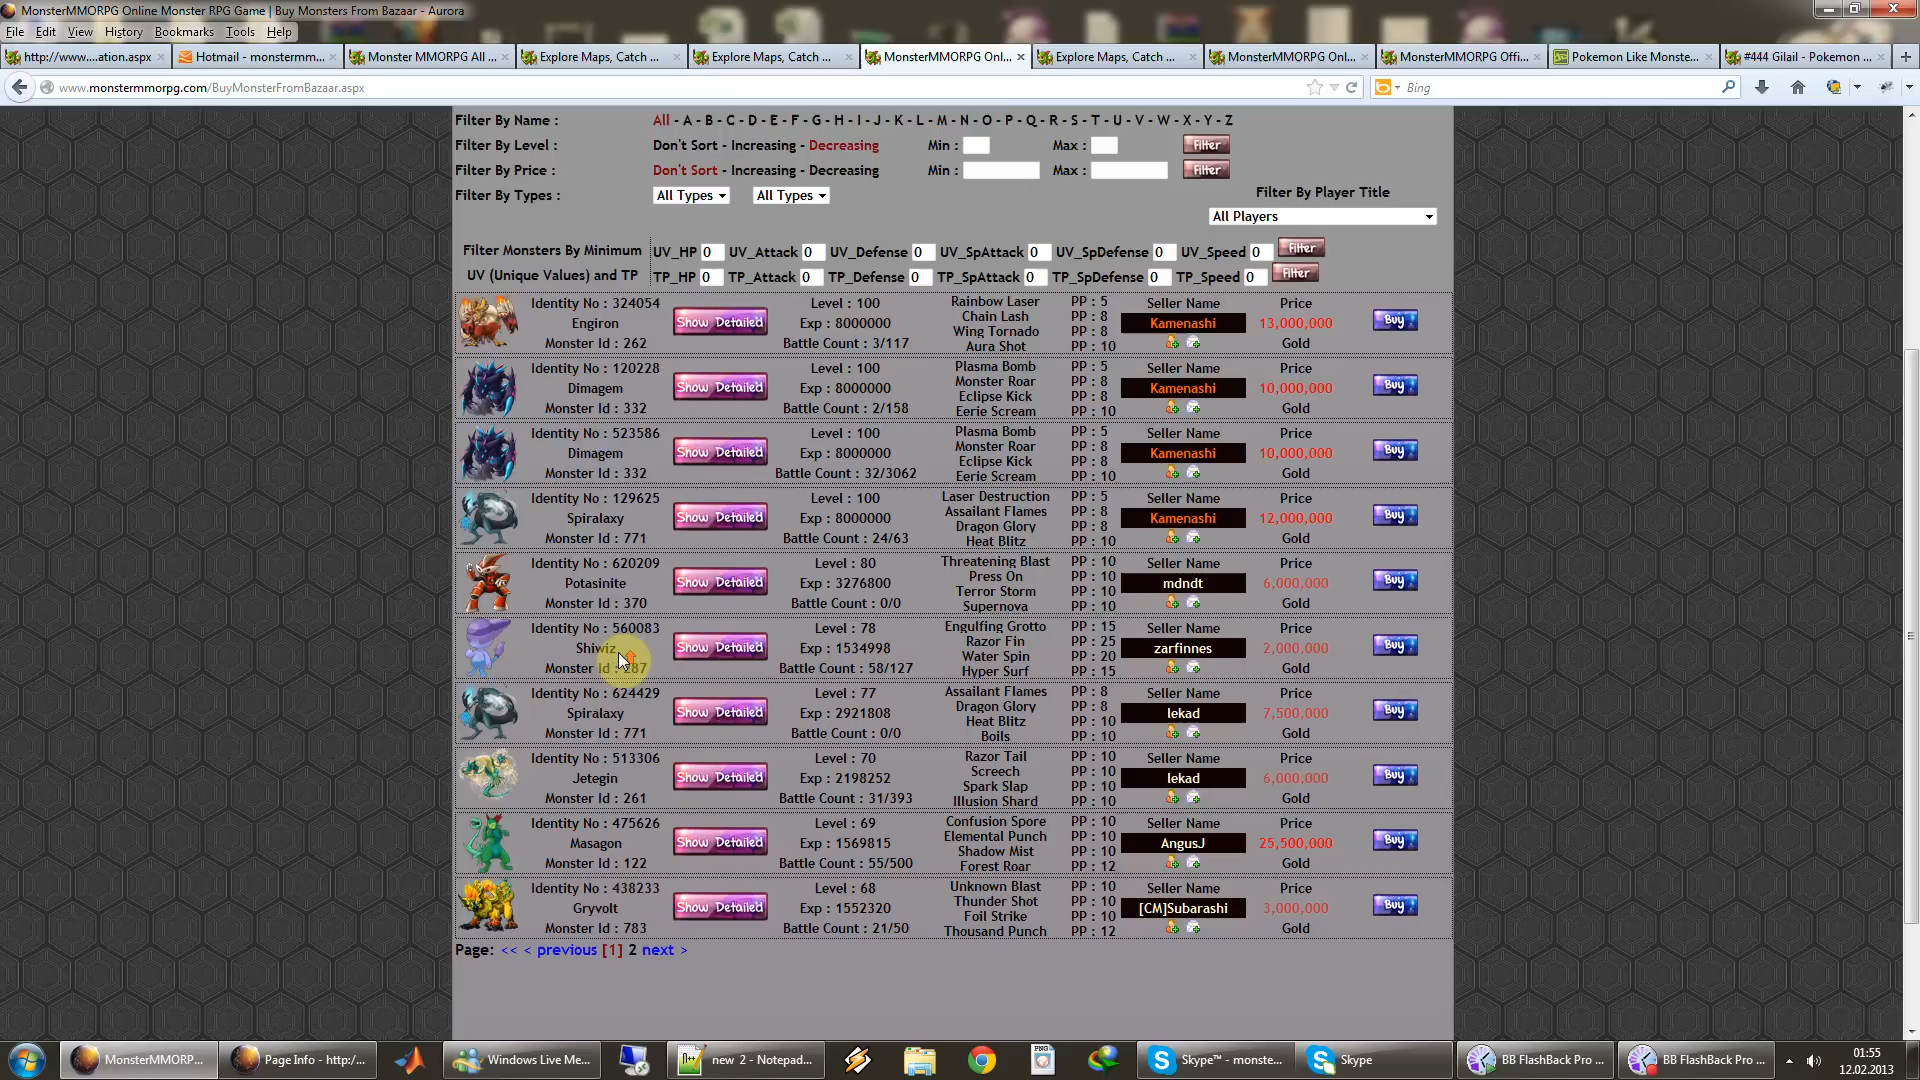 MonsterMMORPG Online Monster RPG Game | Buy Monsters From Bazaar - Aurora
File Edit View History Bookmarks Tools Help
http://www....ation.aspx
Hotmail - monstermm...
Monster MMORPG All ...
Explore Maps, Catch ...
Explore Maps, Catch ...
MonsterMMORPG Onl...
Explore Maps, Catch ...
MonsterMMORPG Onl...
MonsterMMORPG Offi...
Pokemon Like Monste...
#444 Gilail - Pokemon ...
www.monstermmorpg.com/BuyMonsterFromBazaar.aspx
Bing
Filter By Name : All - A - B - C - D - E - F - G - H - I - J - K - L - M - N - O - P - Q - R - S - T - U - V - W - X - Y - Z
Filter By Level : Don't Sort - Increasing - Decreasing Min : Max : Filter
Filter By Price : Don't Sort - Increasing - Decreasing Min : Max : Filter
Filter By Types : All Types All Types
Filter By Player Title
All Players
Filter Monsters By Minimum
UV (Unique Values) and TP
UV_HP 0 UV_Attack 0 UV_Defense 0 UV_SpAttack 0 UV_SpDefense 0 UV_Speed 0 Filter
TP_HP 0 TP_Attack 0 TP_Defense 0 TP_SpAttack 0 TP_SpDefense 0 TP_Speed 0 Filter
Identity No : 324054
Engiron
Monster Id : 262
Show Detailed
Level : 100
Exp : 8000000
Battle Count : 3/117
Rainbow Laser PP : 5
Chain Lash PP : 8
Wing Tornado PP : 8
Aura Shot PP : 10
Seller Name
Kamenashi
Price
13,000,000
Gold
Buy
Identity No : 120228
Dimagem
Monster Id : 332
Show Detailed
Level : 100
Exp : 8000000
Battle Count : 2/158
Plasma Bomb PP : 5
Monster Roar PP : 8
Eclipse Kick PP : 8
Eerie Scream PP : 10
Seller Name
Kamenashi
Price
10,000,000
Gold
Buy
Identity No : 523586
Dimagem
Monster Id : 332
Show Detailed
Level : 100
Exp : 8000000
Battle Count : 32/3062
Plasma Bomb PP : 5
Monster Roar PP : 8
Eclipse Kick PP : 8
Eerie Scream PP : 10
Seller Name
Kamenashi
Price
10,000,000
Gold
Buy
Identity No : 129625
Spiralaxy
Monster Id : 771
Show Detailed
Level : 100
Exp : 8000000
Battle Count : 24/63
Laser Destruction PP : 5
Assailant Flames PP : 8
Dragon Glory PP : 8
Heat Blitz PP : 10
Seller Name
Kamenashi
Price
12,000,000
Gold
Buy
Identity No : 620209
Potasinite
Monster Id : 370
Show Detailed
Level : 80
Exp : 3276800
Battle Count : 0/0
Threatening Blast PP : 10
Press On PP : 10
Terror Storm PP : 10
Supernova PP : 10
Seller Name
mdndt
Price
6,000,000
Gold
Buy
Identity No : 560083
Shiwiz
Monster Id : 287
Show Detailed
Level : 78
Exp : 1534998
Battle Count : 58/127
Engulfing Grotto PP : 15
Razor Fin PP : 25
Water Spin PP : 20
Hyper Surf PP : 15
Seller Name
zarfinnes
Price
2,000,000
Gold
Buy
Identity No : 624429
Spiralaxy
Monster Id : 771
Show Detailed
Level : 77
Exp : 2921808
Battle Count : 0/0
Assailant Flames PP : 8
Dragon Glory PP : 8
Heat Blitz PP : 10
Boils PP : 10
Seller Name
lekad
Price
7,500,000
Gold
Buy
Identity No : 513306
Jetegin
Monster Id : 261
Show Detailed
Level : 70
Exp : 2198252
Battle Count : 31/393
Razor Tail PP : 10
Screech PP : 10
Spark Slap PP : 10
Illusion Shard PP : 10
Seller Name
lekad
Price
6,000,000
Gold
Buy
Identity No : 475626
Masagon
Monster Id : 122
Show Detailed
Level : 69
Exp : 1569815
Battle Count : 55/500
Confusion Spore PP : 10
Elemental Punch PP : 10
Shadow Mist PP : 10
Forest Roar PP : 12
Seller Name
AngusJ
Price
25,500,000
Gold
Buy
Identity No : 438233
Gryvolt
Monster Id : 783
Show Detailed
Level : 68
Exp : 1552320
Battle Count : 21/50
Unknown Blast PP : 10
Thunder Shot PP : 10
Foil Strike PP : 10
Thousand Punch PP : 12
Seller Name
[CM]Subarashi
Price
3,000,000
Gold
Buy
Page: << < previous [1] 2 next >
MonsterMMORP...
Page Info - http:/...
Windows Live Me...
new 2 - Notepad...
Skype™ - monste...
Skype
BB FlashBack Pro ...
BB FlashBack Pro ...
01:55
12.02.2013